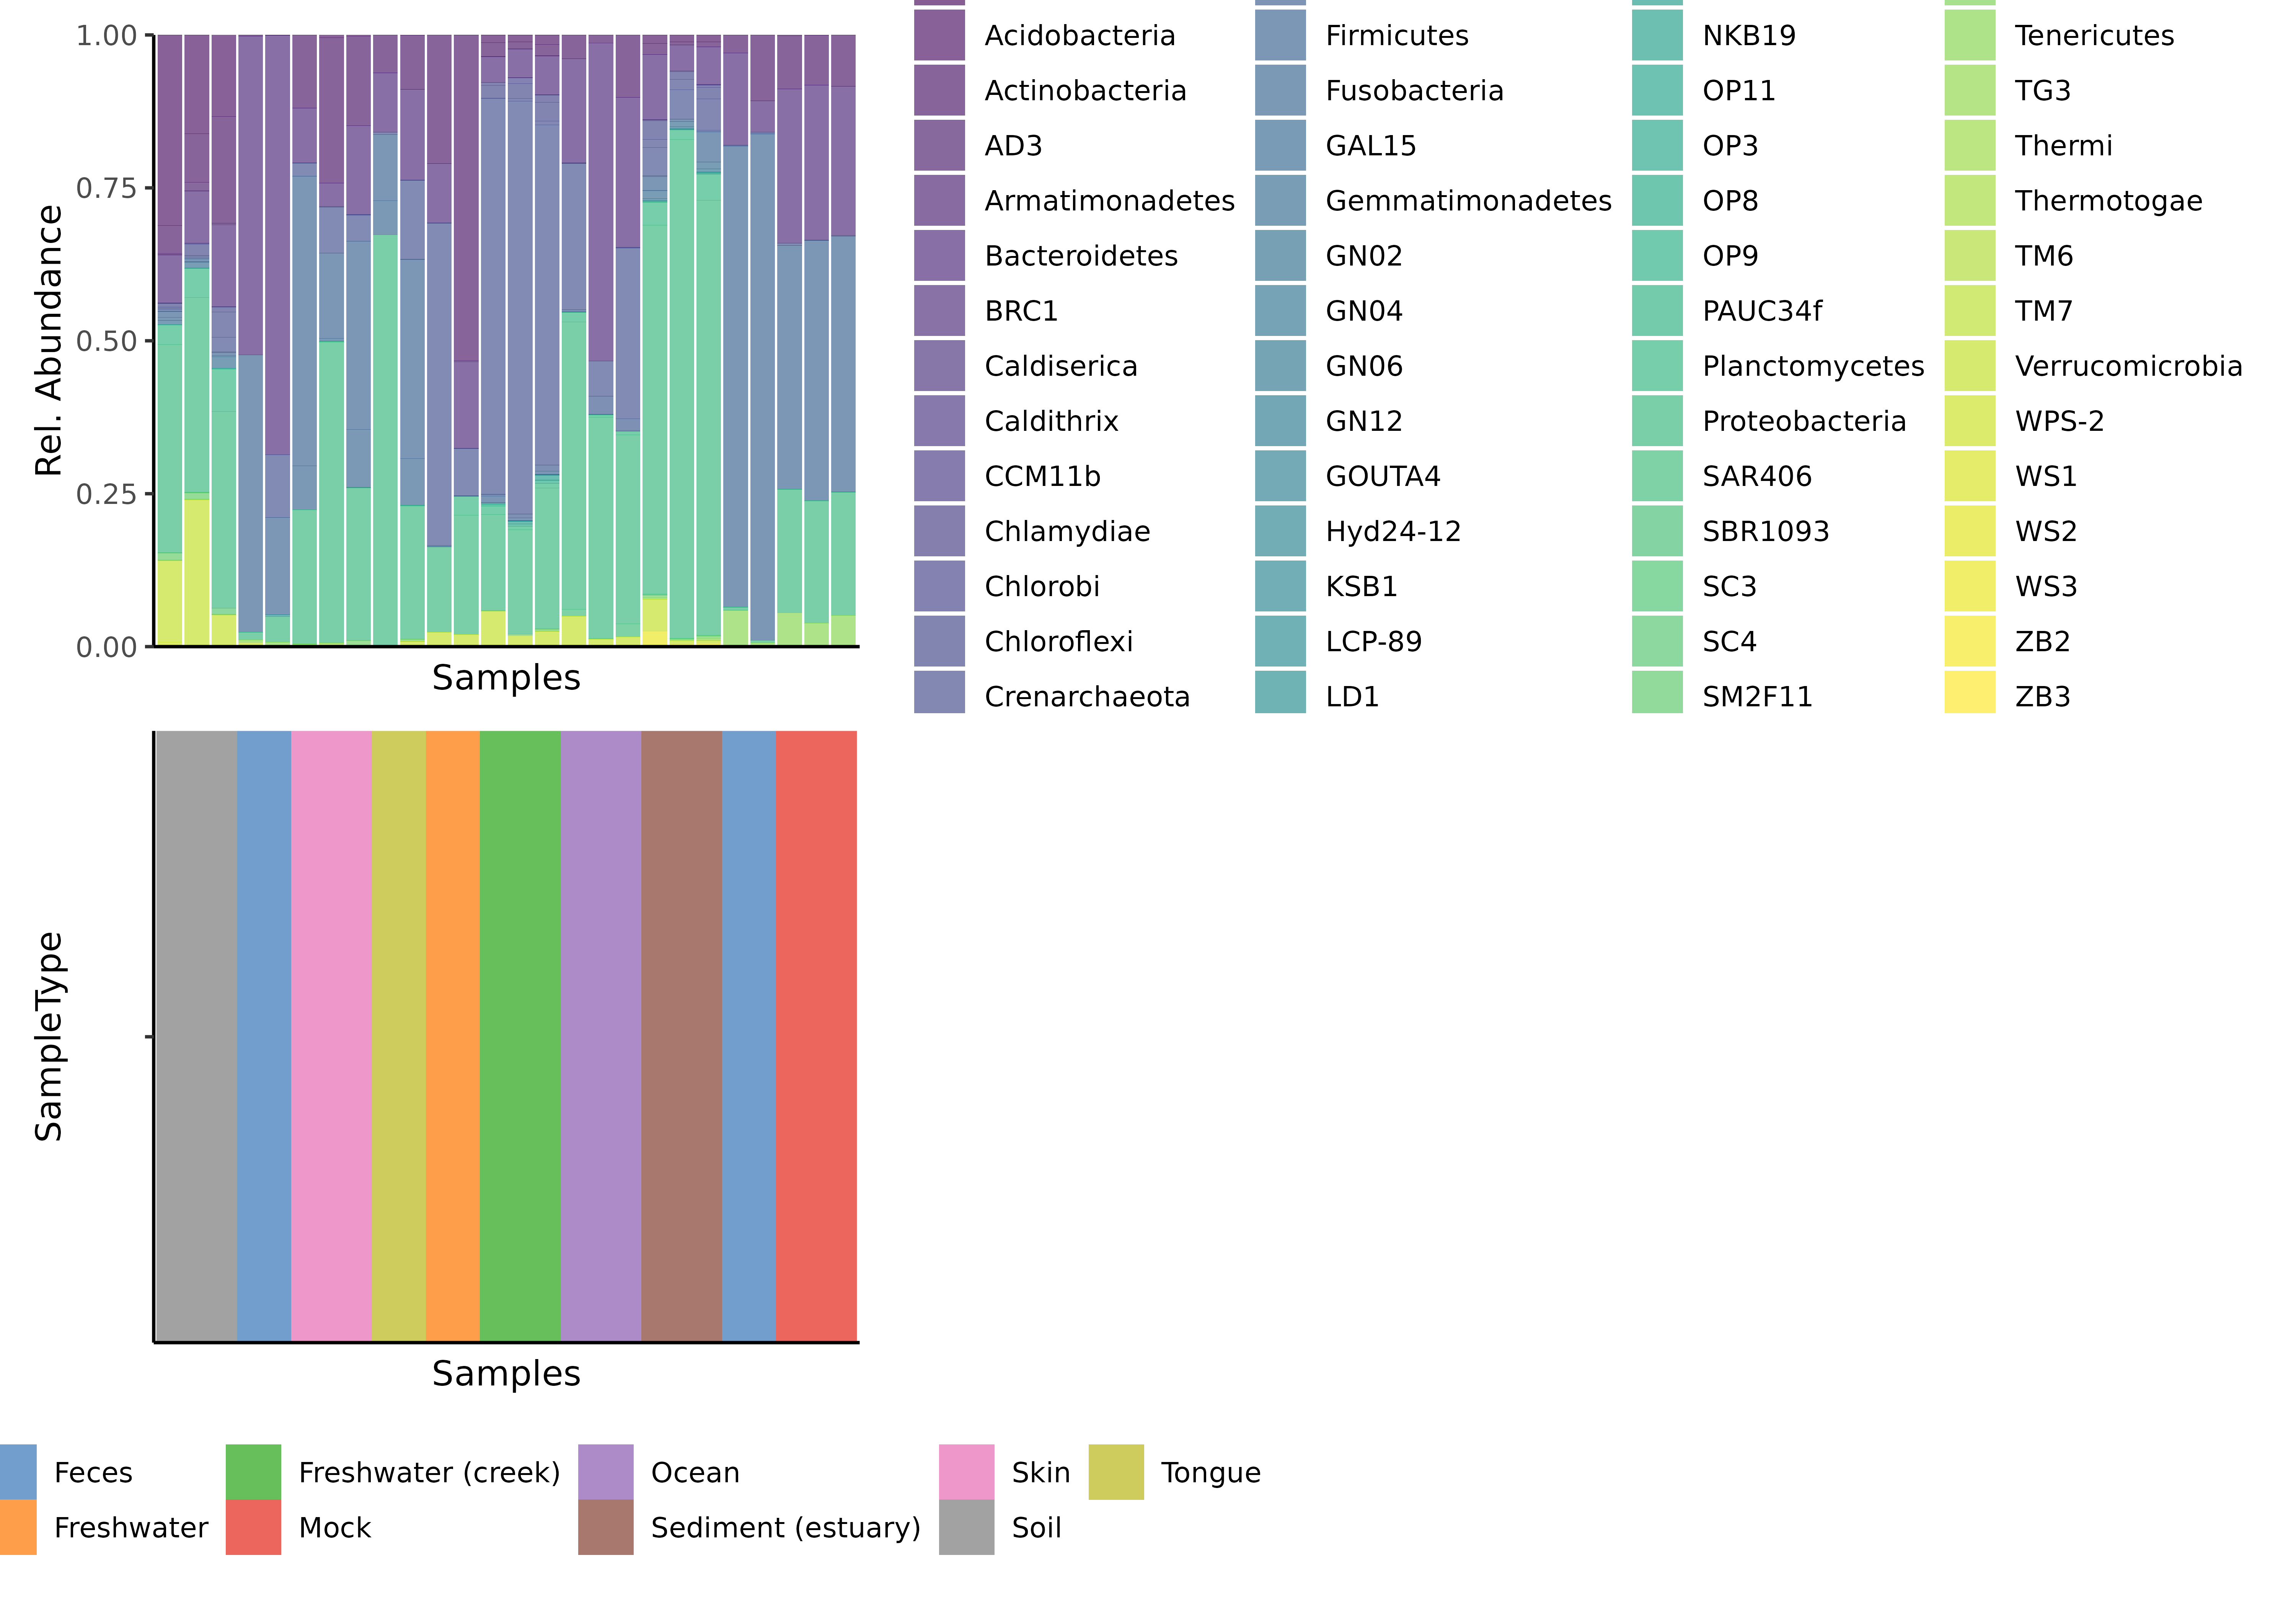 1.00
0.75
0.50
0.25
0.00
Rel. Abundance
Samples
Acidobacteria
Actinobacteria
AD3
Armatimonadetes
Bacteroidetes
BRC1
Caldiserica
Caldithrix
CCM11b
Chlamydiae
Chlorobi
Chloroflexi
Crenarchaeota
Firmicutes
Fusobacteria
GAL15
Gemmatimonadetes
GN02
GN04
GN06
GN12
GOUTA4
Hyd24-12
KSB1
LCP-89
LD1
NKB19
OP11
OP3
OP8
OP9
PAUC34f
Planctomycetes
Proteobacteria
SAR406
SBR1093
SC3
SC4
SM2F11
Tenericutes
TG3
Thermi
Thermotogae
TM6
TM7
Verrucomicrobia
WPS-2
WS1
WS2
WS3
ZB2
ZB3
SampleType
Samples
Feces
Freshwater (creek)
Ocean
Skin
Tongue
Freshwater
Mock
Sediment (estuary)
Soil